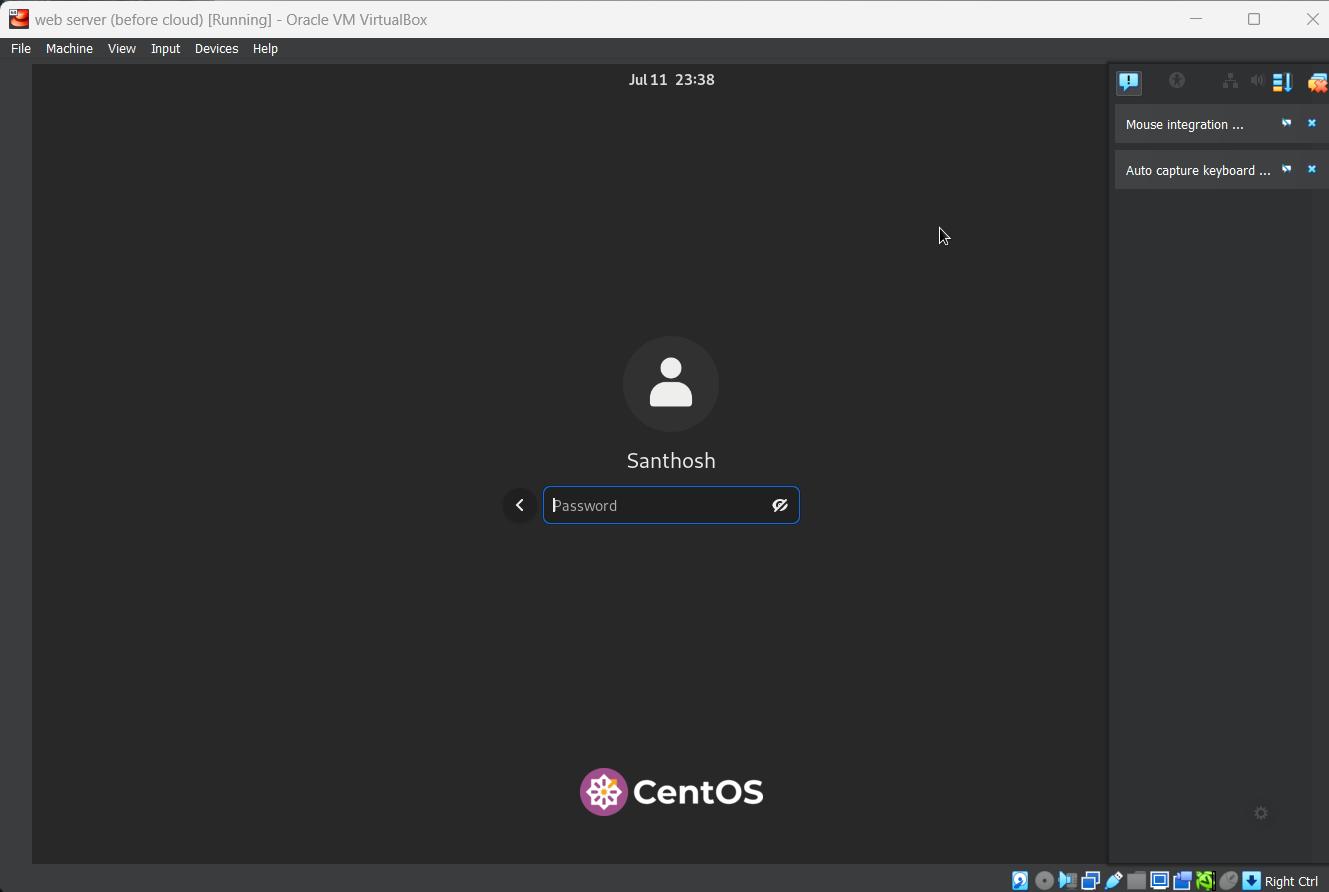 web server (before cloud) [Running] - Oracle VM VirtualBox
File Machine View Input Devices Help
Jul 11 23:38
Mouse integration ...
Auto capture keyboard ...
Santhosh
Password
CentOS
Right Ctrl